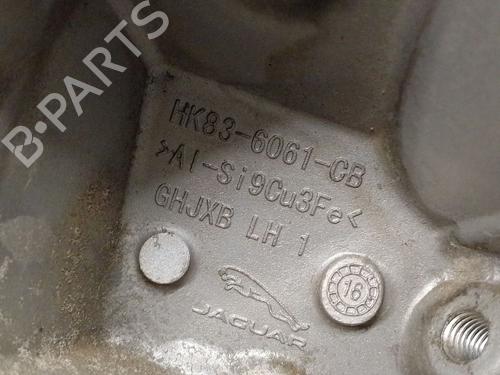 B-PARTS
HK83-6061-CB
>Al-Si9Cu3Fe<
GHJXB LH 1
16
JAGUAR